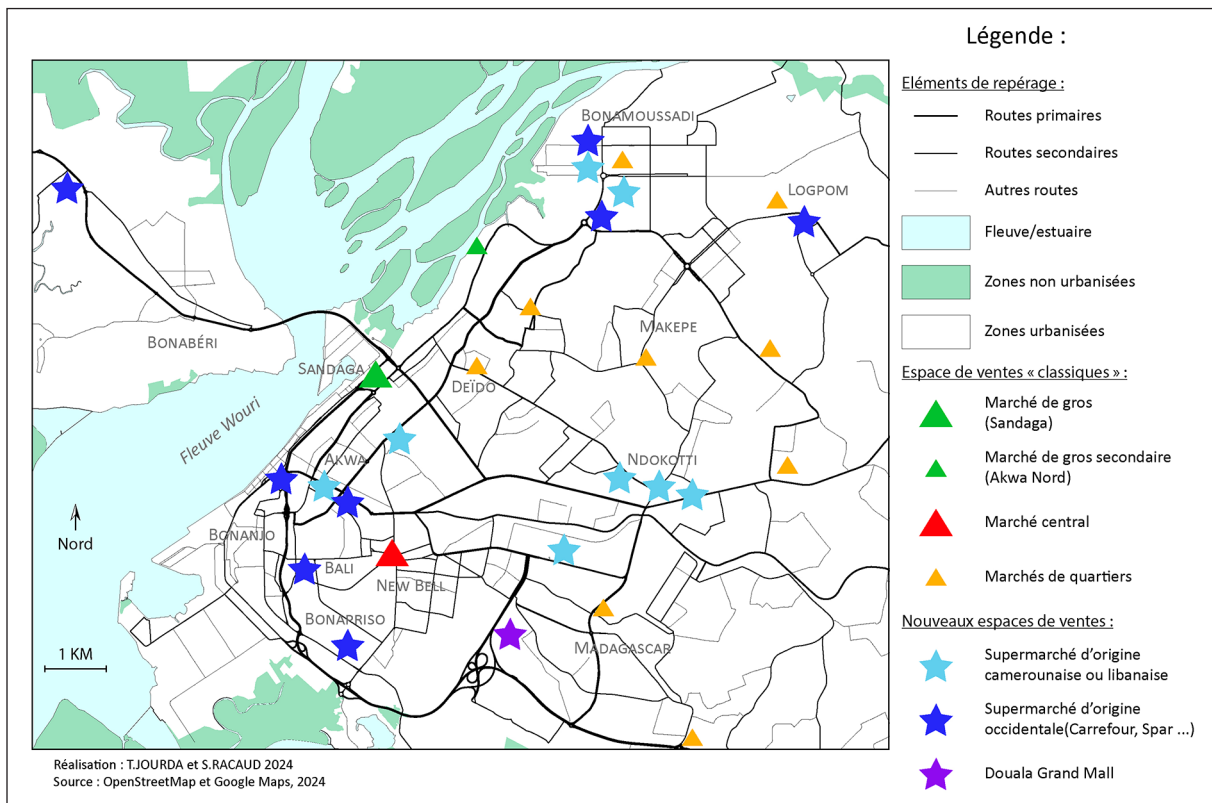 Légende :
Eléments de repérage :
Routes primaires
Routes secondaires
Autres routes
Fleuve/estuaire
Zones non urbanisées
Zones urbanisées
Espace de ventes « classiques » :
Marché de gros
(Sandaga)
Marché de gros secondaire
(Akwa Nord)
Marché central
Marchés de quartiers
Nouveaux espaces de ventes :
Supermarché d'origine
camerounaise ou libanaise
Supermarché d'origine
occidentale(Carrefour, Spar ...)
Douala Grand Mall
BONAMOUSSADI
LOGPOM
BONABÉRI
MAKEPE
SANDAGA
DEÏDO
Fleuve Wouri
AKWA
NDOKOTTI
Nord
BONANJO
BALI
NEW BELL
BONAPRISO
MADAGASCAR
1 KM
Réalisation : T.JOURDA et S.RACAUD 2024
Source : OpenStreetMap et Google Maps, 2024